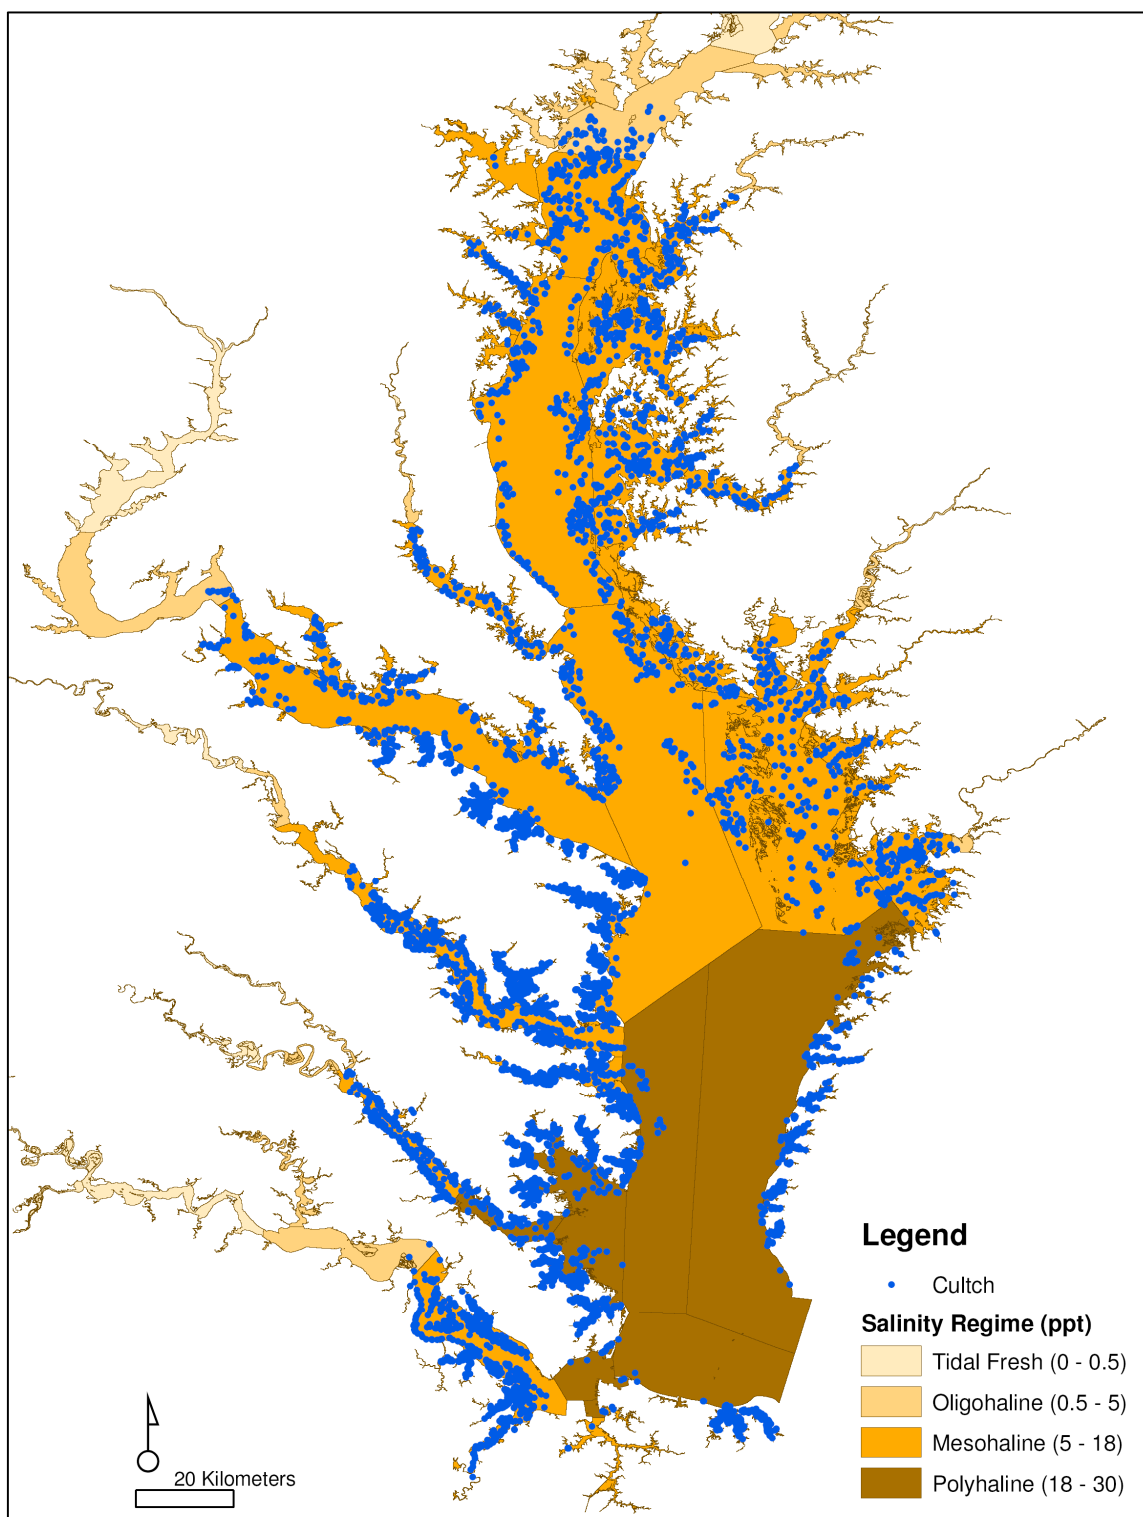 Legend
Cultch
Salinity Regime (ppt)
Tidal Fresh (0 - 0.5)
Oligohaline (0.5 - 5)
Mesohaline (5 - 18)
Polyhaline (18 - 30)
20 Kilometers